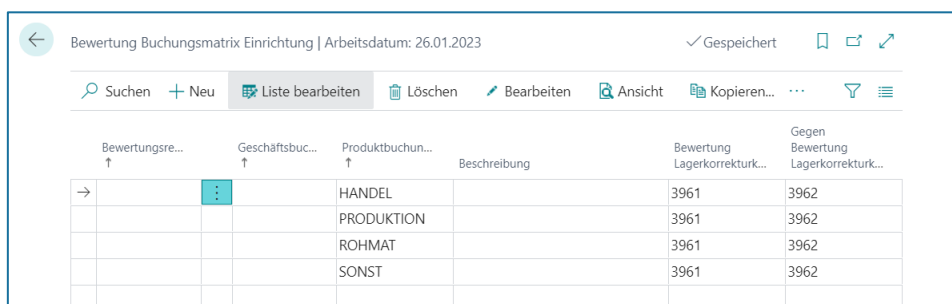 Bewertung Buchungsmatrix Einrichtung | Arbeitsdatum: 26.01.2023 Gespeichert
Suchen Neu Liste bearbeiten Löschen Bearbeiten Ansicht Kopieren... ...
Bewertungsre... Geschäftsbuc... Produktbuchun... Beschreibung Bewertung Lagerkorrekturk... Gegen Bewertung Lagerkorrekturk...
HANDEL 3961 3962
PRODUKTION 3961 3962
ROHMAT 3961 3962
SONST 3961 3962